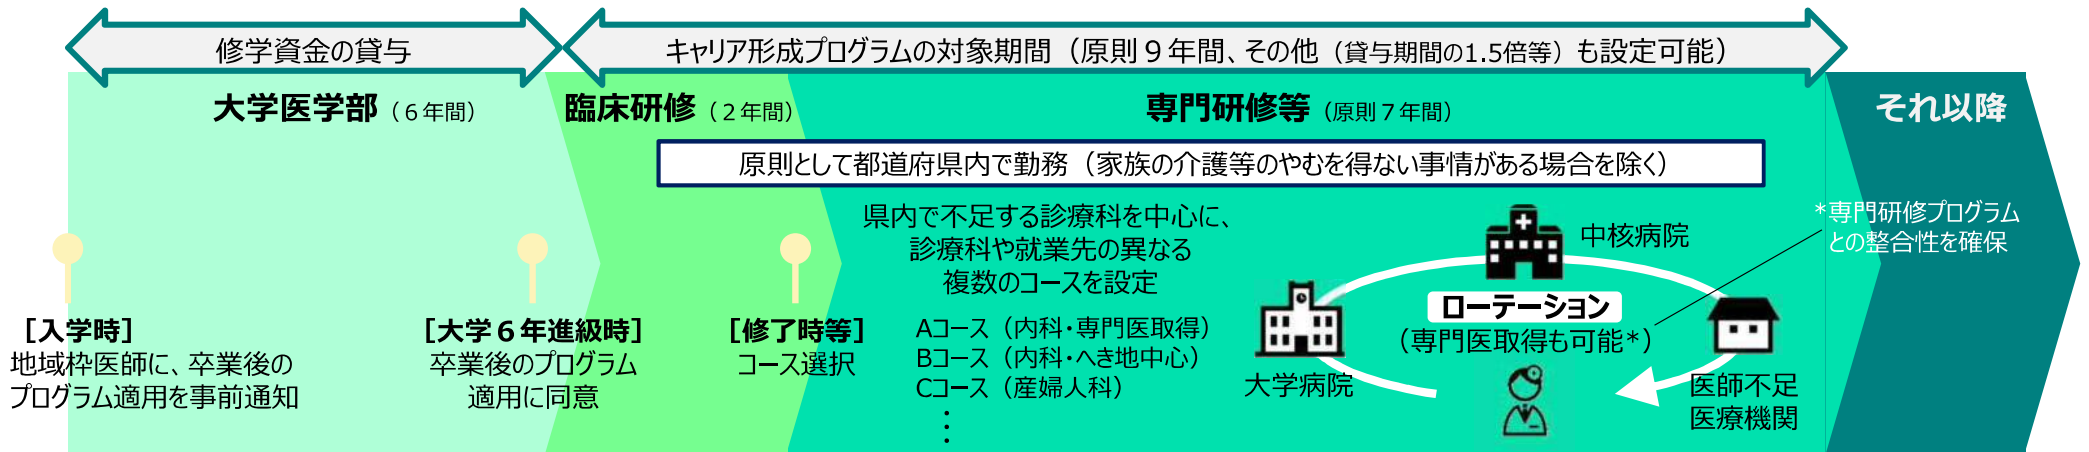 修学資金の貸与
キャリア形成プログラムの対象期間（原則９年間、その他（貸与期間の1.5倍等）も設定可能）
大学医学部（６年間）
臨床研修（２年間）
専門研修等（原則７年間）
それ以降
原則として都道府県内で勤務（家族の介護等のやむを得ない事情がある場合を除く）
［入学時］
地域枠医師に、卒業後の
プログラム適用を事前通知
［大学６年進級時］
卒業後のプログラム
適用に同意
［修了時等］
コース選択
県内で不足する診療科を中心に、
診療科や就業先の異なる
複数のコースを設定
Aコース（内科・専門医取得）
Bコース（内科・へき地中心）
Cコース（産婦人科）
：
中核病院
ローテーション
（専門医取得も可能*）
大学病院
医師不足
医療機関
*専門研修プログラム
との整合性を確保